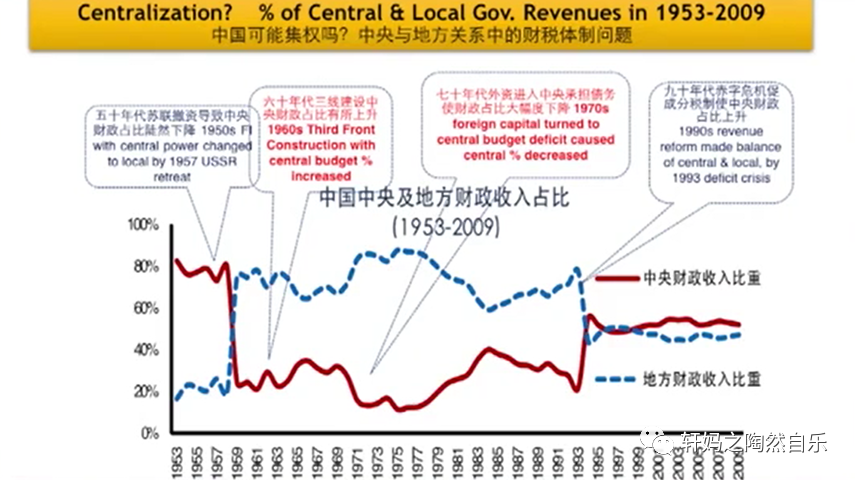 Centralization? % of Central & Local Gov. Revenues in 1953-2009
中国可能集权吗？中央与地方关系中的财税体制问题
五十年代苏联撤资导致中央
财政占比陡然下降 1950s FI
with central power changed
to local by 1957 USSR
retreat
六十年代三线建设中
央财政占比有所上升
1960s Third Front
Construction with
central budget %
increased
七十年代外资进入中央承担债务
使财政占比大幅度下降 1970s
foreign capital turned to
central budget deficit caused
central % decreased
九十年代赤字危机促
成分税制使中央财政
占比上升
1990s revenue
reform made balance
of central & local, by
1993 deficit crisis
中国中央及地方财政收入占比
(1953-2009)
100%
80%
60%
40%
20%
0%
中央财政收入比重
地方财政收入比重
1953
1955
1957
1959
1961
1963
1965
1967
1969
1971
1973
1975
1977
1979
1981
1983
1985
1987
1989
1991
1993
1995
1997
1999
2001
2003
2005
2007
2009
轩妈之陶然自乐